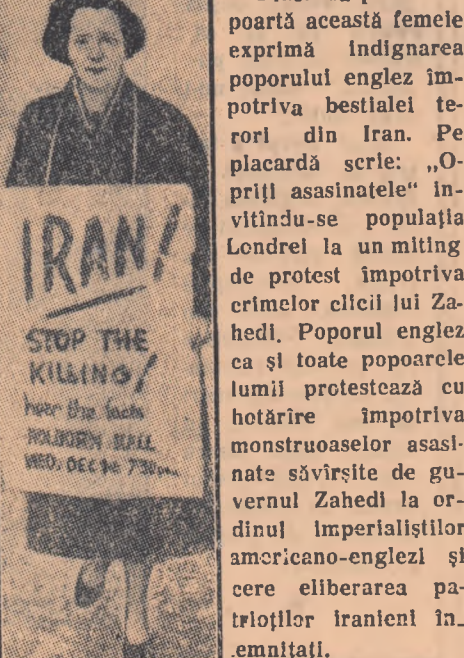 IRAN!
STOP THE
KILLING!
hear the facts
HOLBORN HALL
WED. DEC 1st 7.30 p.m.
poartă această femeie
exprimă indignarea
poporului englez îm-
potriva bestialei te-
rori din Iran. Pe
placardă scrie: „O-
priți asasinatele“ in-
vitîndu-se populația
Londrei la un miting
de protest împotriva
crimelor clicii lui Za-
hedi. Poporul englez
ca și toate popoarele
lumii protestează cu
hotărîre împotriva
monstruoaselor asasi-
nate săvîrșite de gu-
vernul Zahedi la or-
dinul imperialiștilor
americano-englezi și
cere eliberarea pa-
trioților iranieni în-
temnițați.